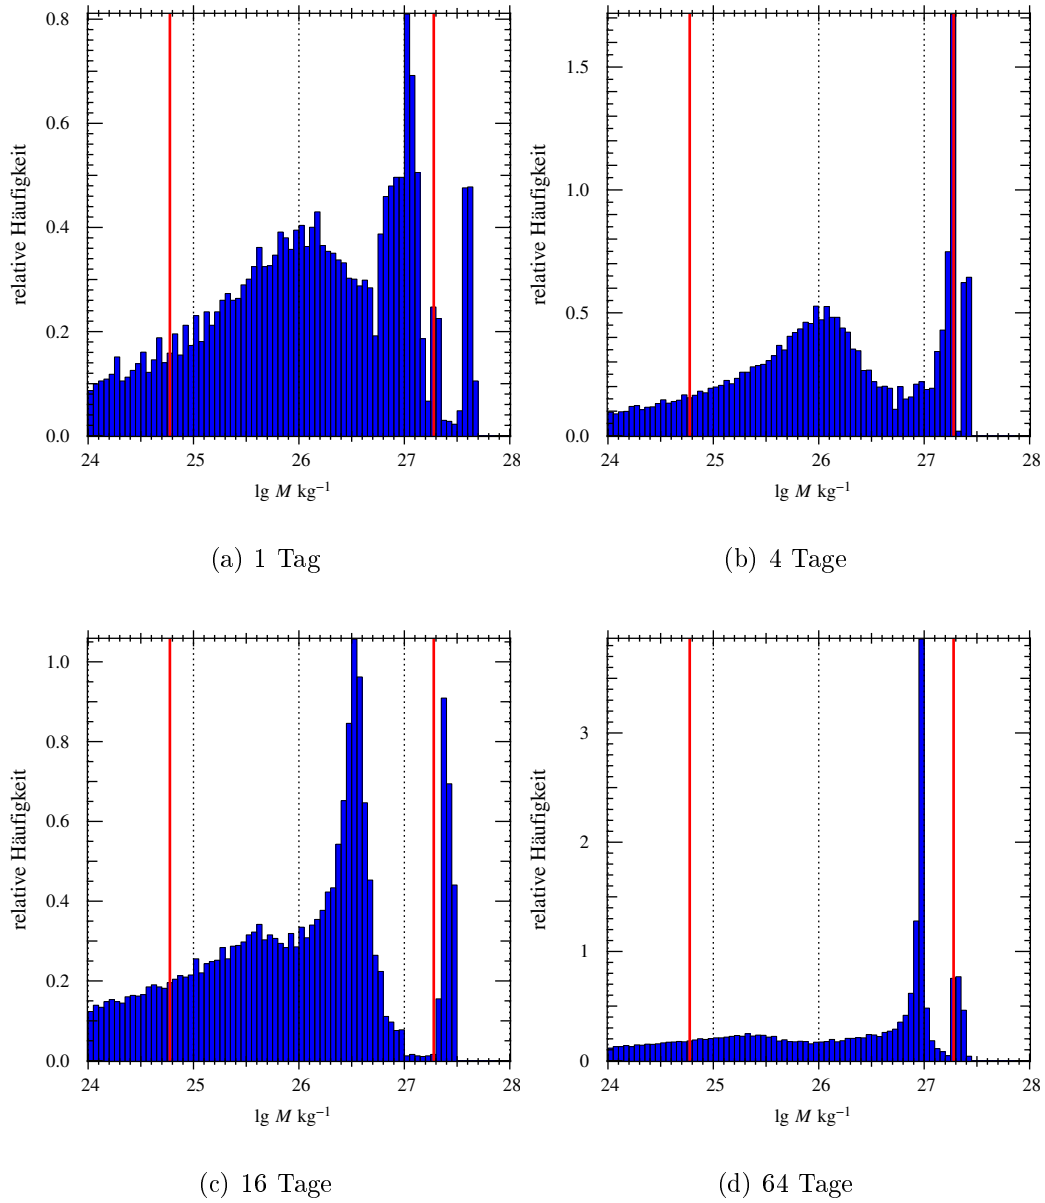 0.8
0.6
0.4
0.2
0.0
relative Häufigkeit
24 25 26 27 28
lg M kg⁻¹
(a) 1 Tag
1.5
1.0
0.5
0.0
relative Häufigkeit
24 25 26 27 28
lg M kg⁻¹
(b) 4 Tage
1.0
0.8
0.6
0.4
0.2
0.0
relative Häufigkeit
24 25 26 27 28
lg M kg⁻¹
(c) 16 Tage
3
2
1
0
relative Häufigkeit
24 25 26 27 28
lg M kg⁻¹
(d) 64 Tage